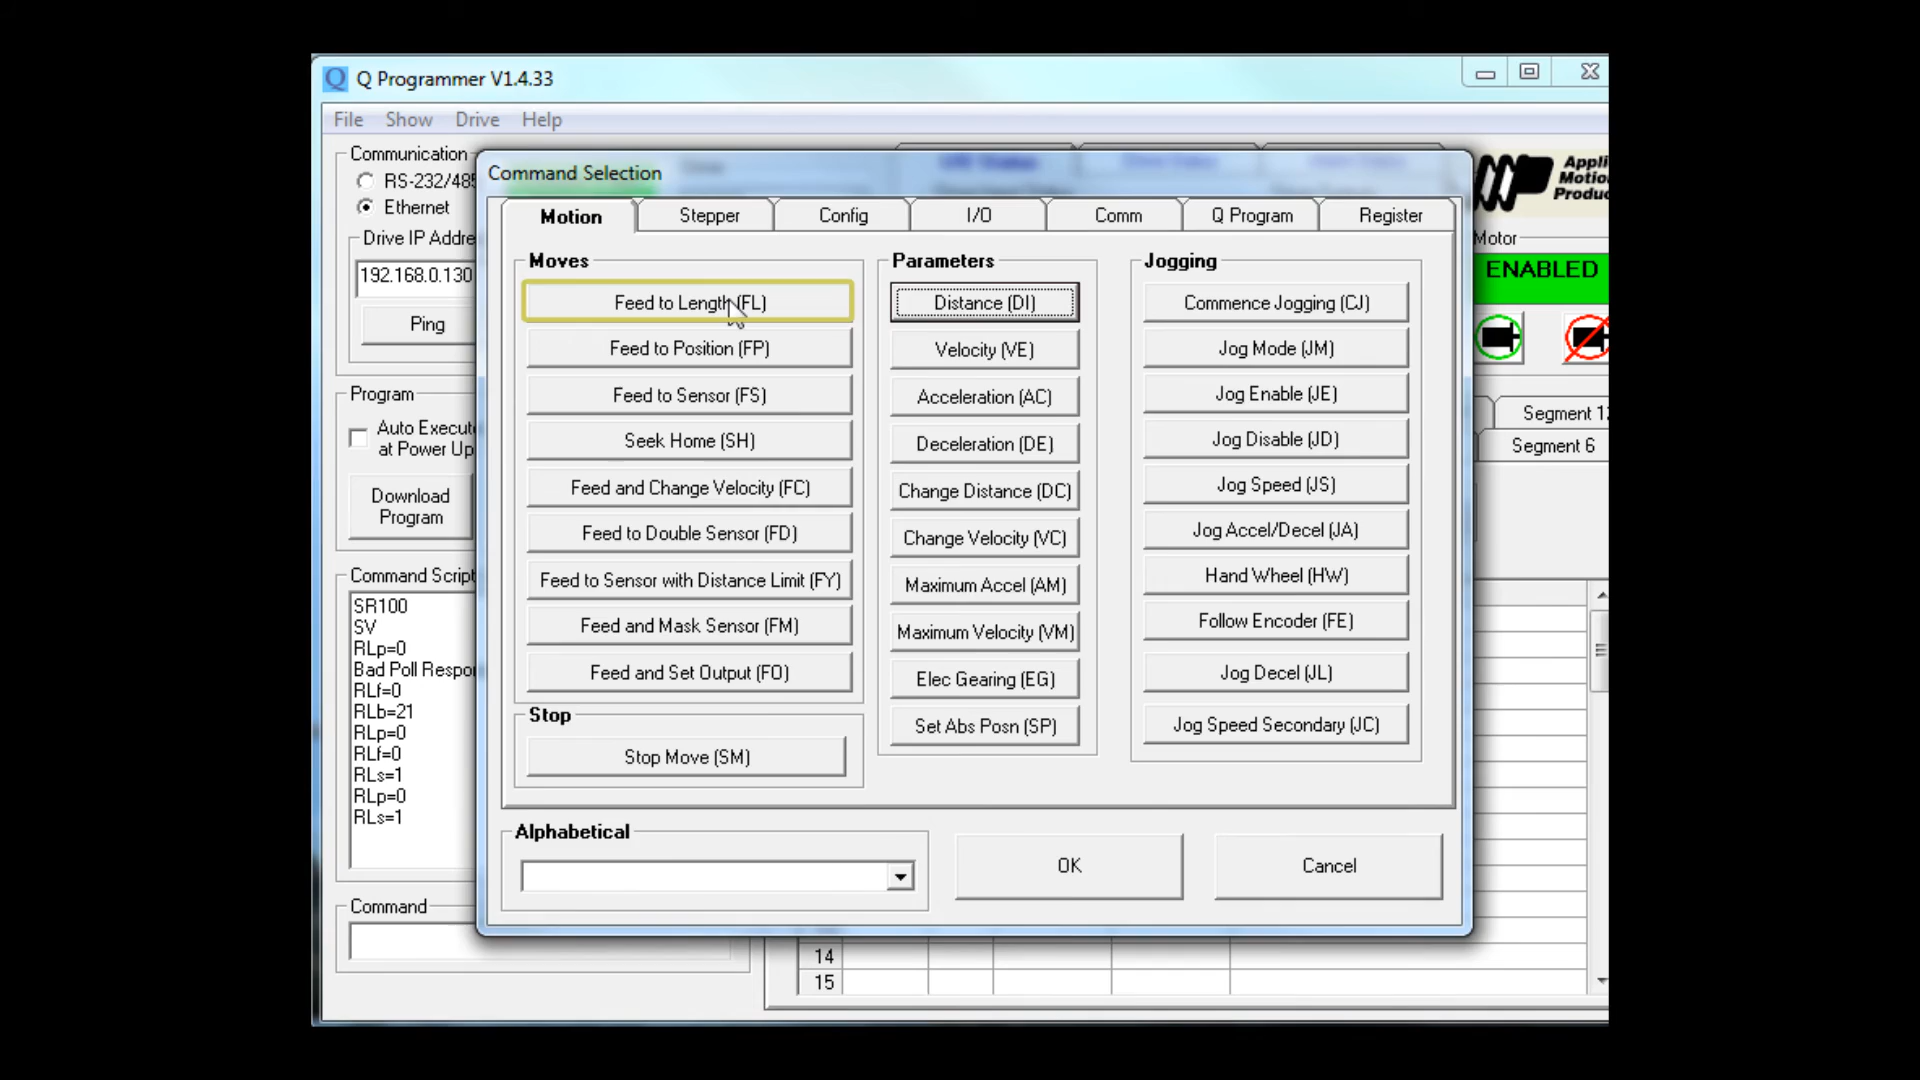 Q Programmer V1.4.33
File Show Drive Help
Communication
RS-232/485
Ethernet
Drive IP Addre
192.168.0.130
Ping
Program
Auto Execute
at Power Up
Download
Program
Command Script
SR100
SV
RLp=0
Bad Poll Respon
RLf=0
RLb=21
RLp=0
RLf=0
RLs=1
RLp=0
RLs=1
Command
Command Selection
Motion Stepper Config I/O Comm Q Program Register
Moves
Feed to Length (FL)
Feed to Position (FP)
Feed to Sensor (FS)
Seek Home (SH)
Feed and Change Velocity (FC)
Feed to Double Sensor (FD)
Feed to Sensor with Distance Limit (FY)
Feed and Mask Sensor (FM)
Feed and Set Output (FO)
Stop
Stop Move (SM)
Parameters
Distance (DI)
Velocity (VE)
Acceleration (AC)
Deceleration (DE)
Change Distance (DC)
Change Velocity (VC)
Maximum Accel (AM)
Maximum Velocity (VM)
Elec Gearing (EG)
Set Abs Posn (SP)
Jogging
Commence Jogging (CJ)
Jog Mode (JM)
Jog Enable (JE)
Jog Disable (JD)
Jog Speed (JS)
Jog Accel/Decel (JA)
Hand Wheel (HW)
Follow Encoder (FE)
Jog Decel (JL)
Jog Speed Secondary (JC)
Alphabetical
OK
Cancel
Appli
Motion
Produc
Motor
ENABLED
Segment 12
Segment 6
14
15